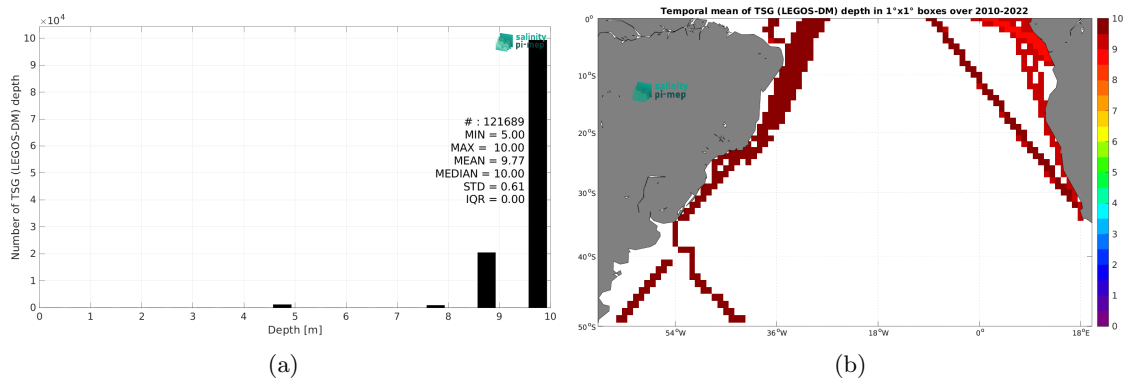 ×10⁴
10
9
8
7
6
5
4
3
2
1
0
Number of TSG (LEGOS-DM) depth
salinity
pi-mep
# : 121689
MIN = 5.00
MAX = 10.00
MEAN = 9.77
MEDIAN = 10.00
STD = 0.61
IQR = 0.00
0 1 2 3 4 5 6 7 8 9 10
Depth [m]
(a)
Temporal mean of TSG (LEGOS-DM) depth in 1°x1° boxes over 2010-2022
0°
10°S
20°S
30°S
40°S
50°S
salinity
pi-mep
54°W 36°W 18°W 0° 18°E
10
9
8
7
6
5
4
3
2
1
0
(b)